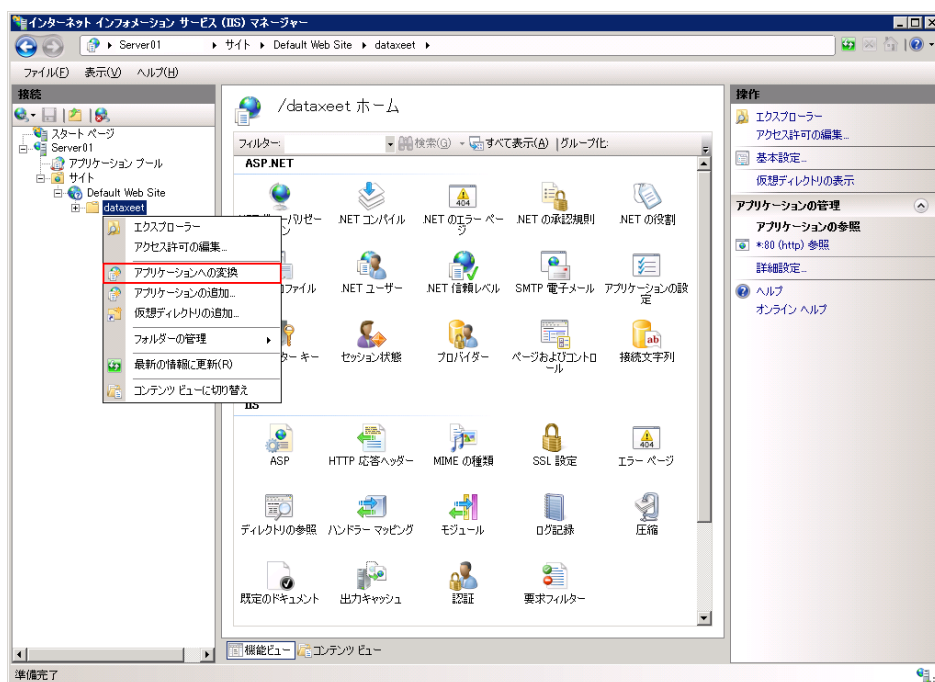 インターネット インフォメーション サービス (IIS) マネージャー
Server01 サイト Default Web Site dataxeet
ファイル(F) 表示(V) ヘルプ(H)
接続
スタート ページ
Server01
アプリケーション プール
サイト
Default Web Site
dataxeet
エクスプローラー
アクセス許可の編集...
アプリケーションへの変換
アプリケーションの追加...
仮想ディレクトリの追加...
フォルダーの管理
最新の情報に更新(R)
コンテンツ ビューに切り替え
/dataxeet ホーム
フィルター: 検索(G) すべて表示(A) グループ化:
ASP.NET
バリゼー
ン
.NET コンパイル
.NET のエラー ペー
ジ
.NET の承認規則
.NET の役割
ファイル
.NET ユーザー
.NET 信頼レベル
SMTP 電子メール
アプリケーションの設
定
キー
セッション状態
プロバイダー
ページおよびコントロ
ール
接続文字列
IIS
ASP
HTTP 応答ヘッダー
MIME の種類
SSL 設定
エラー ページ
ディレクトリの参照
ハンドラー マッピング
モジュール
ログ記録
圧縮
既定のドキュメント
出力キャッシュ
認証
要求フィルター
機能ビュー コンテンツ ビュー
操作
エクスプローラー
アクセス許可の編集...
基本設定...
仮想ディレクトリの表示
アプリケーションの管理
アプリケーションの参照
*:80 (http) 参照
詳細設定...
ヘルプ
オンライン ヘルプ
準備完了